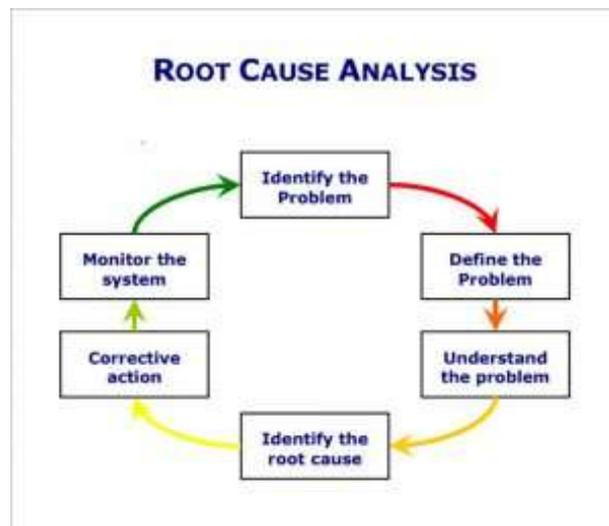 ROOT CAUSE ANALYSIS
Identify the
Problem
Define the
Problem
Understand
the problem
Identify the
root cause
Corrective
action
Monitor the
system